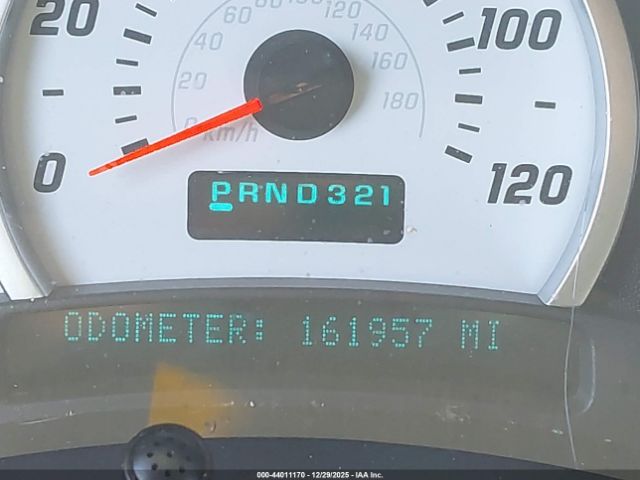 60 80 100 120
20 40 140 100
20 160
180
0 km/h
0 120
PRND321
ODOMETER: 161957 MI
000-44011170 | 12/29/2025 | IAA Inc.